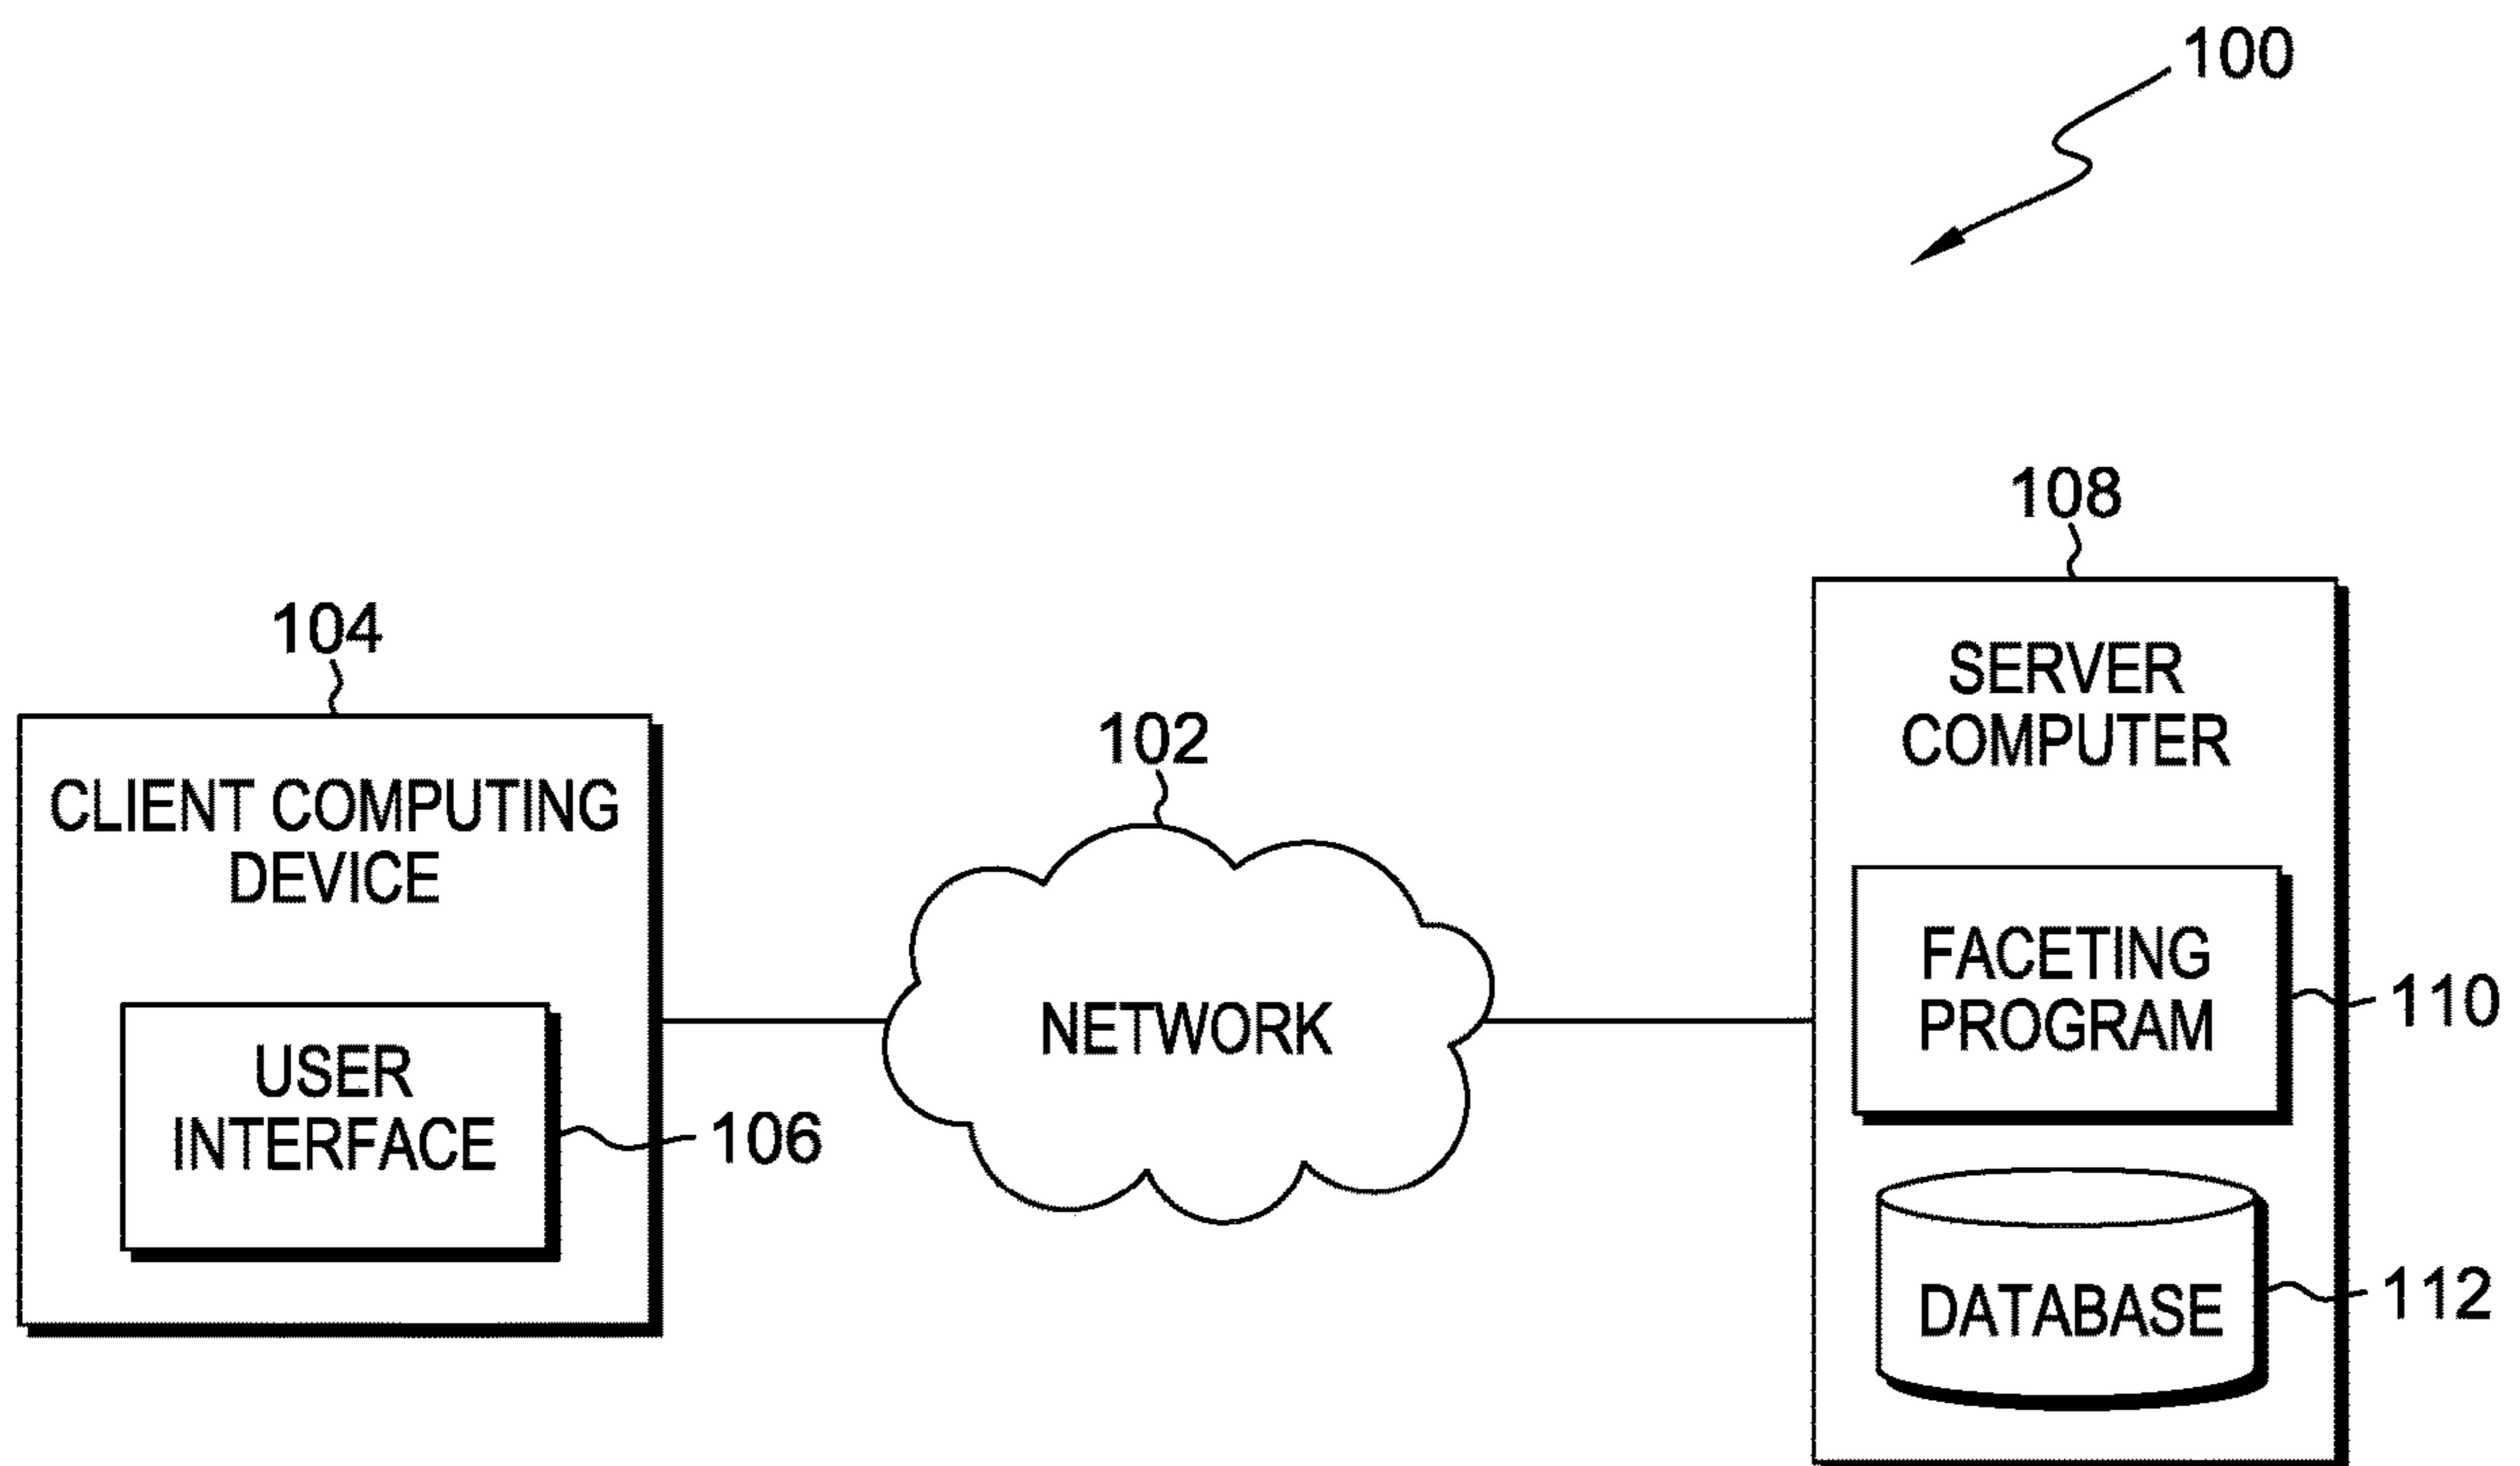 100
108
SERVER
COMPUTER
104
CLIENT COMPUTING
DEVICE
102
FACETING
PROGRAM
110
NETWORK
USER
INTERFACE
106
DATABASE
112